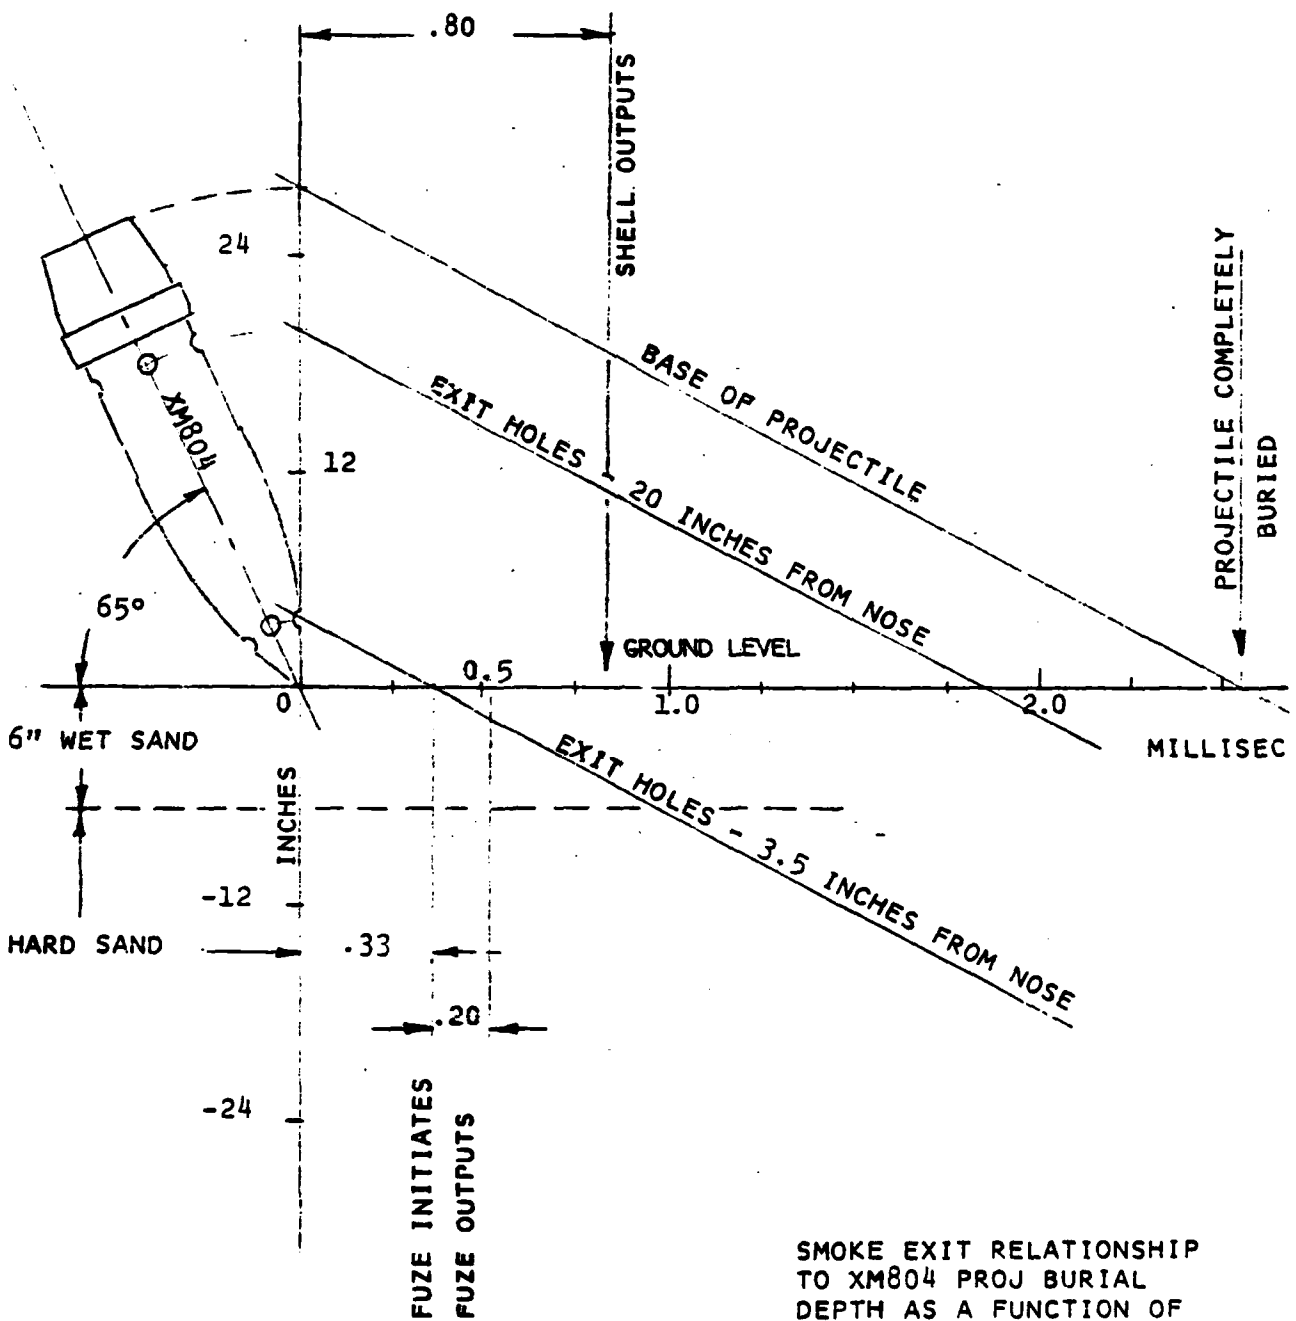 .80
SHELL OUTPUTS
24
PROJECTILE COMPLETELY
BURIED
BASE OF PROJECTILE
EXIT HOLES - 20 INCHES FROM NOSE
XM804
12
65°
GROUND LEVEL
0
0.5
1.0
2.0
6" WET SAND
MILLISEC
EXIT HOLES - 3.5 INCHES FROM NOSE
INCHES
-12
HARD SAND
.33
.20
-24
FUZE INITIATES
FUZE OUTPUTS
SMOKE EXIT RELATIONSHIP
TO XM804 PROJ BURIAL
DEPTH AS A FUNCTION OF